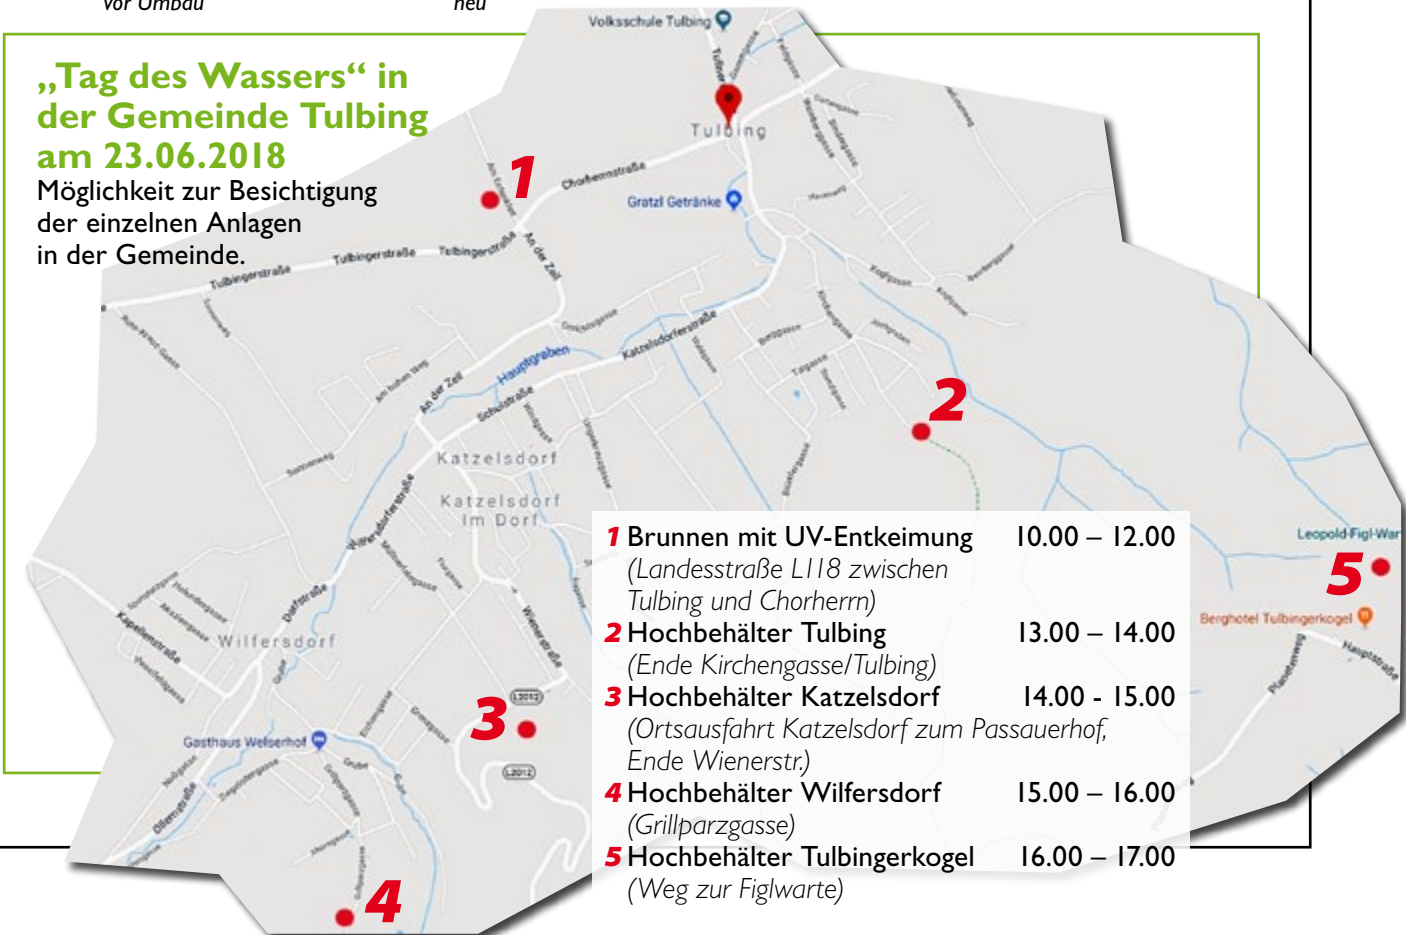 vor Umbau
neu
„Tag des Wassers“ in
der Gemeinde Tulbing
am 23.06.2018
Möglichkeit zur Besichtigung
der einzelnen Anlagen
in der Gemeinde.
Volksschule Tulbing
Tulbing
1
Chorherrnstraße
Gratzl Getränke
Tulbingerstraße
Tulbingerstraße
Tulbingerstraße
An der Zeil
Hauptgraben
Katzelsdorferstraße
An der Zeil
Schulstraße
Am hohen Weg
Sonnenweg
2
Katzelsdorf
Katzelsdorf
Im Dorf
Wilfersdorferstraße
Dorfstraße
Wienerstraße
Kapellenstraße
Wilfersdorf
3
L2012
L2012
Gasthaus Welserhof
4
Leopold-Figl-War
5
Berghotel Tulbingerkogel
Hauptstraße
Planetenweg
1 Brunnen mit UV-Entkeimung 10.00 – 12.00
(Landesstraße L118 zwischen
Tulbing und Chorherrn)
2 Hochbehälter Tulbing 13.00 – 14.00
(Ende Kirchengasse/Tulbing)
3 Hochbehälter Katzelsdorf 14.00 - 15.00
(Ortsausfahrt Katzelsdorf zum Passauerhof,
Ende Wienerstr.)
4 Hochbehälter Wilfersdorf 15.00 – 16.00
(Grillparzgasse)
5 Hochbehälter Tulbingerkogel 16.00 – 17.00
(Weg zur Figlwarte)